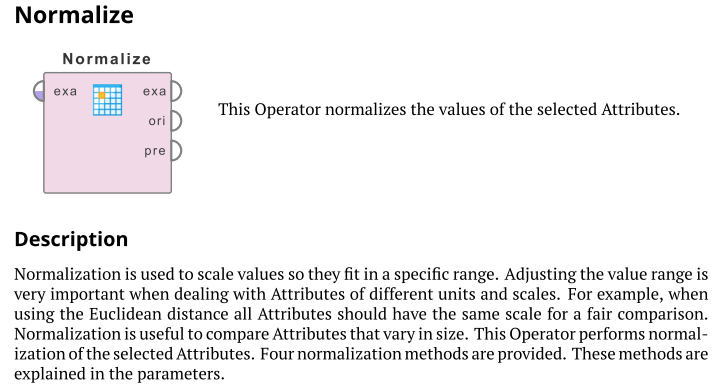 Normalize
Normalize
exa
exa
ori
pre
This Operator normalizes the values of the selected Attributes.
Description
Normalization is used to scale values so they fit in a specific range. Adjusting the value range is
very important when dealing with Attributes of different units and scales. For example, when
using the Euclidean distance all Attributes should have the same scale for a fair comparison.
Normalization is useful to compare Attributes that vary in size. This Operator performs normal-
ization of the selected Attributes. Four normalization methods are provided. These methods are
explained in the parameters.